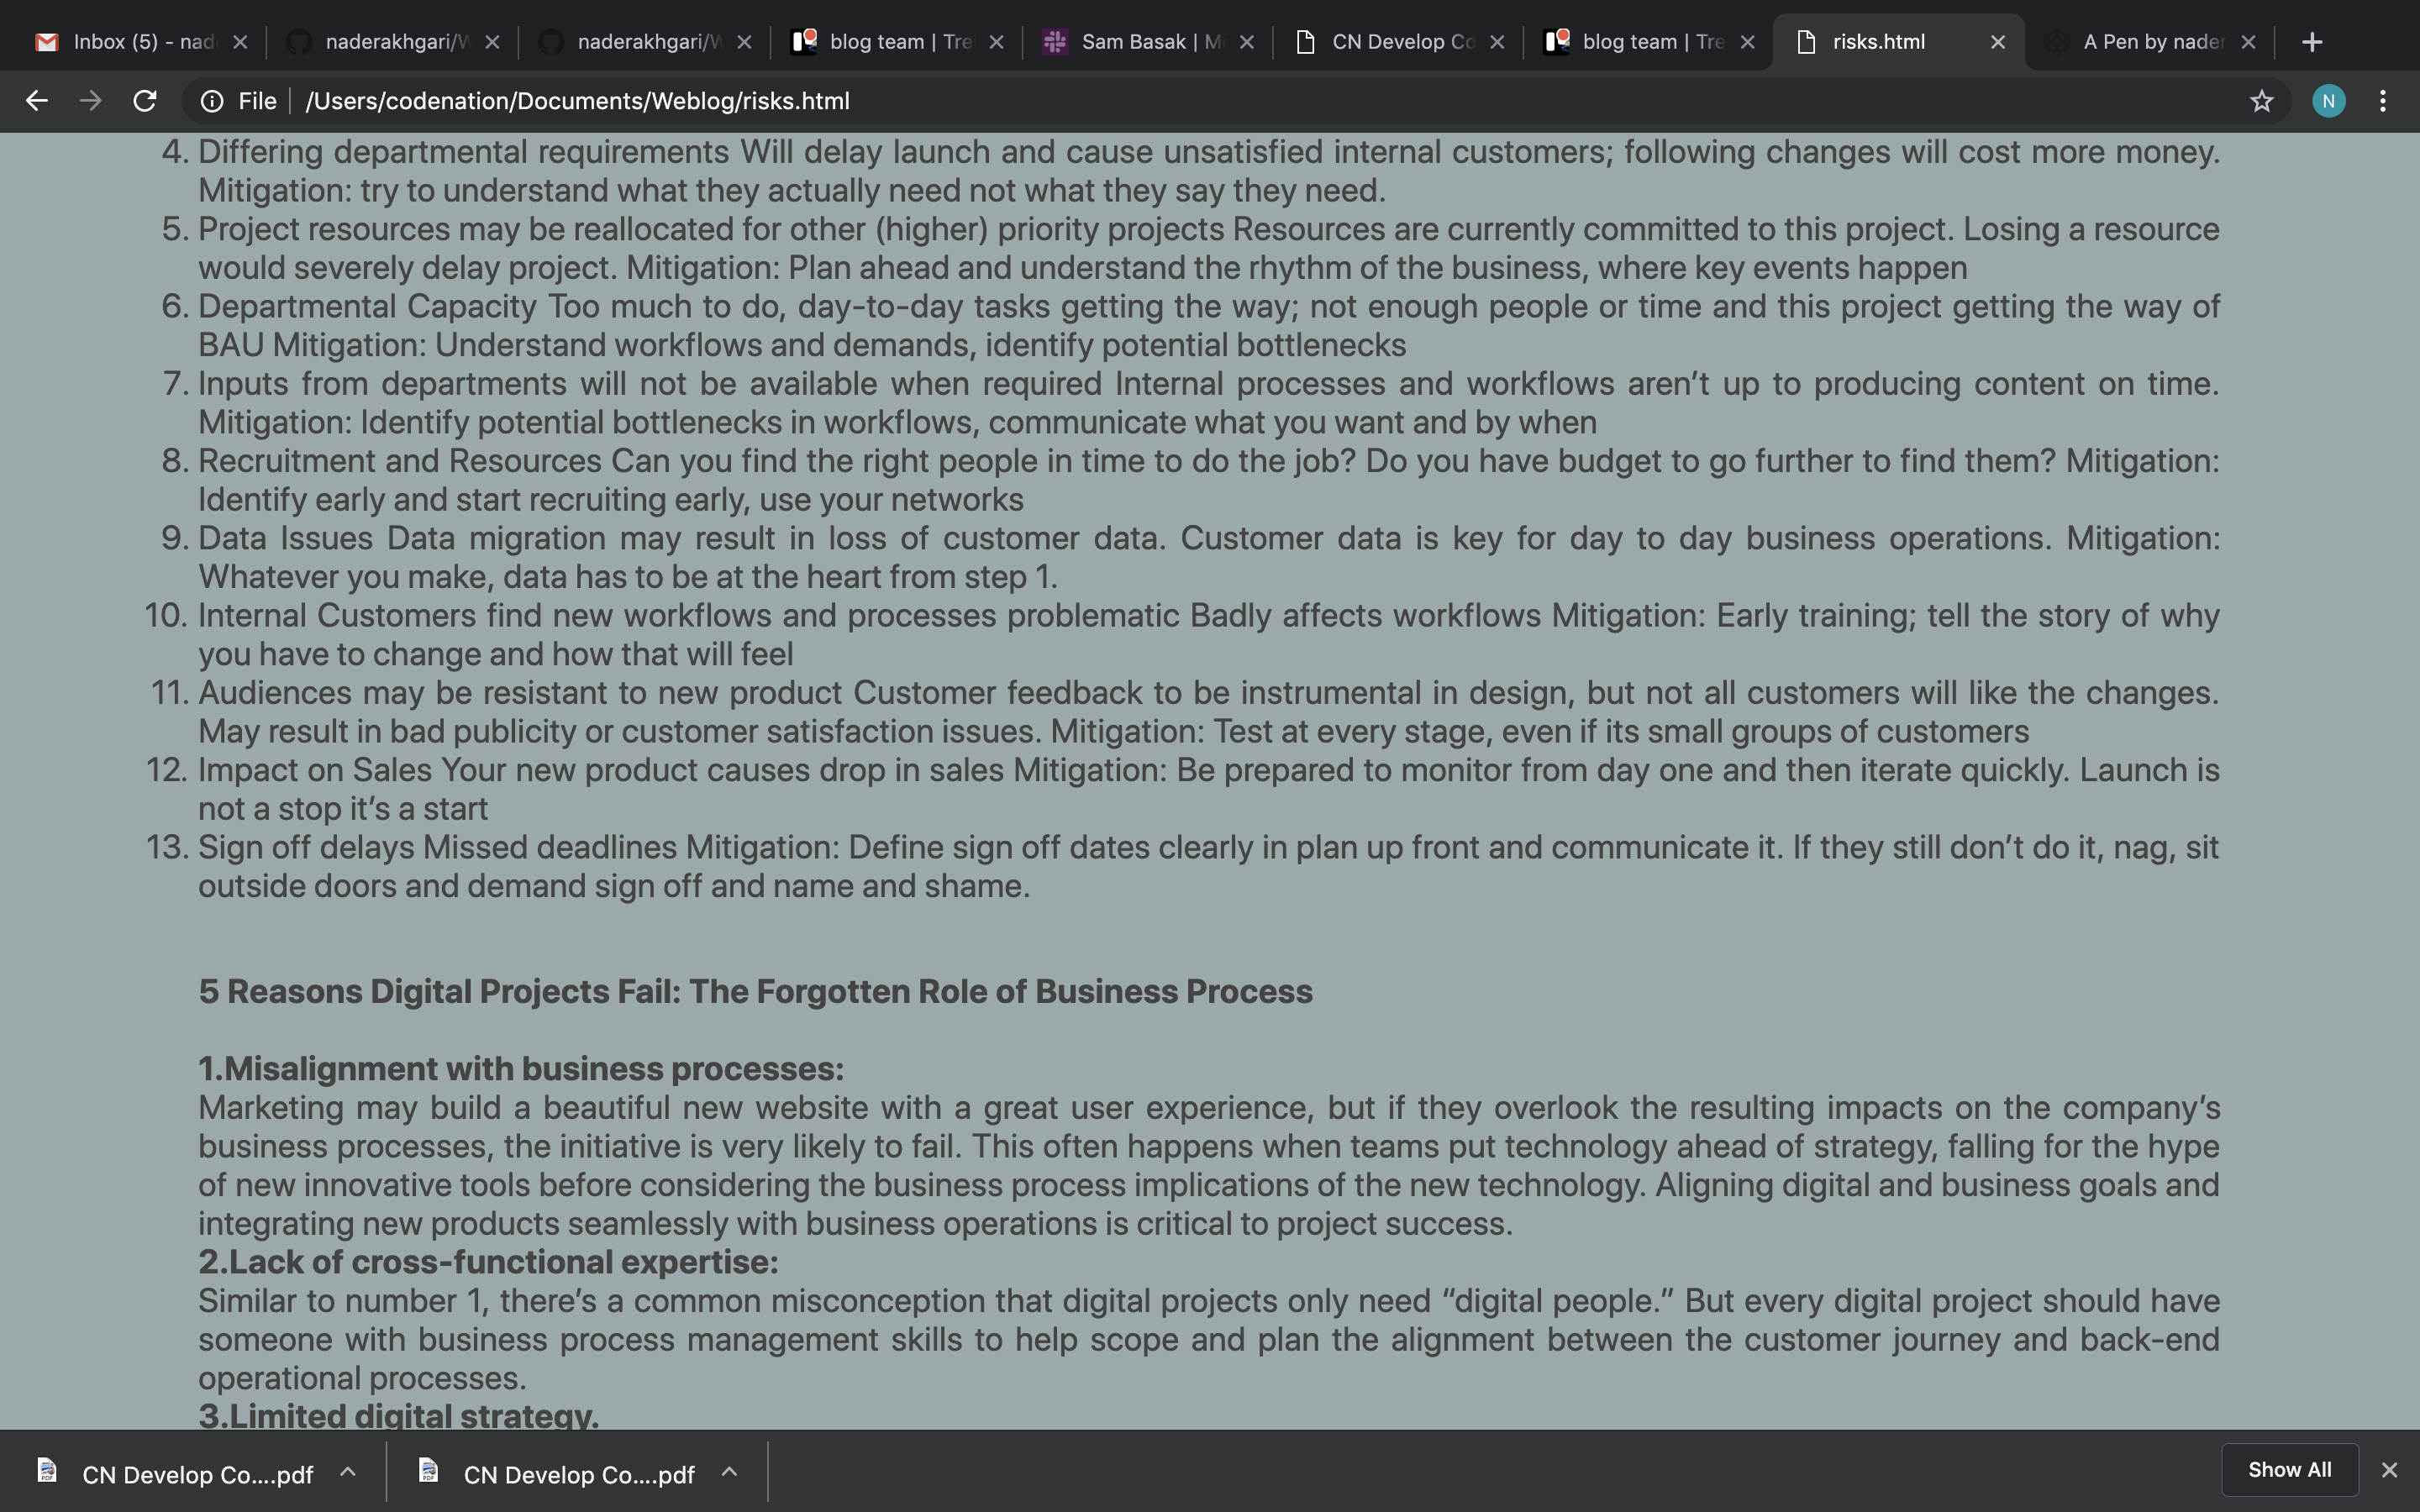 Inbox (5) - nad
naderakhgari/W
naderakhgari/W
blog team | Tre
Sam Basak | M
CN Develop Co
blog team | Tre
risks.html
A Pen by nader
File /Users/codenation/Documents/Weblog/risks.html
N
4. Differing departmental requirements Will delay launch and cause unsatisfied internal customers; following changes will cost more money.
Mitigation: try to understand what they actually need not what they say they need.
5. Project resources may be reallocated for other (higher) priority projects Resources are currently committed to this project. Losing a resource
would severely delay project. Mitigation: Plan ahead and understand the rhythm of the business, where key events happen
6. Departmental Capacity Too much to do, day-to-day tasks getting the way; not enough people or time and this project getting the way of
BAU Mitigation: Understand workflows and demands, identify potential bottlenecks
7. Inputs from departments will not be available when required Internal processes and workflows aren’t up to producing content on time.
Mitigation: Identify potential bottlenecks in workflows, communicate what you want and by when
8. Recruitment and Resources Can you find the right people in time to do the job? Do you have budget to go further to find them? Mitigation:
Identify early and start recruiting early, use your networks
9. Data Issues Data migration may result in loss of customer data. Customer data is key for day to day business operations. Mitigation:
Whatever you make, data has to be at the heart from step 1.
10. Internal Customers find new workflows and processes problematic Badly affects workflows Mitigation: Early training; tell the story of why
you have to change and how that will feel
11. Audiences may be resistant to new product Customer feedback to be instrumental in design, but not all customers will like the changes.
May result in bad publicity or customer satisfaction issues. Mitigation: Test at every stage, even if its small groups of customers
12. Impact on Sales Your new product causes drop in sales Mitigation: Be prepared to monitor from day one and then iterate quickly. Launch is
not a stop it’s a start
13. Sign off delays Missed deadlines Mitigation: Define sign off dates clearly in plan up front and communicate it. If they still don’t do it, nag, sit
outside doors and demand sign off and name and shame.
5 Reasons Digital Projects Fail: The Forgotten Role of Business Process
1.Misalignment with business processes:
Marketing may build a beautiful new website with a great user experience, but if they overlook the resulting impacts on the company’s
business processes, the initiative is very likely to fail. This often happens when teams put technology ahead of strategy, falling for the hype
of new innovative tools before considering the business process implications of the new technology. Aligning digital and business goals and
integrating new products seamlessly with business operations is critical to project success.
2.Lack of cross-functional expertise:
Similar to number 1, there’s a common misconception that digital projects only need “digital people.” But every digital project should have
someone with business process management skills to help scope and plan the alignment between the customer journey and back-end
operational processes.
3.Limited digital strategy.
CN Develop Co....pdf
CN Develop Co....pdf
Show All